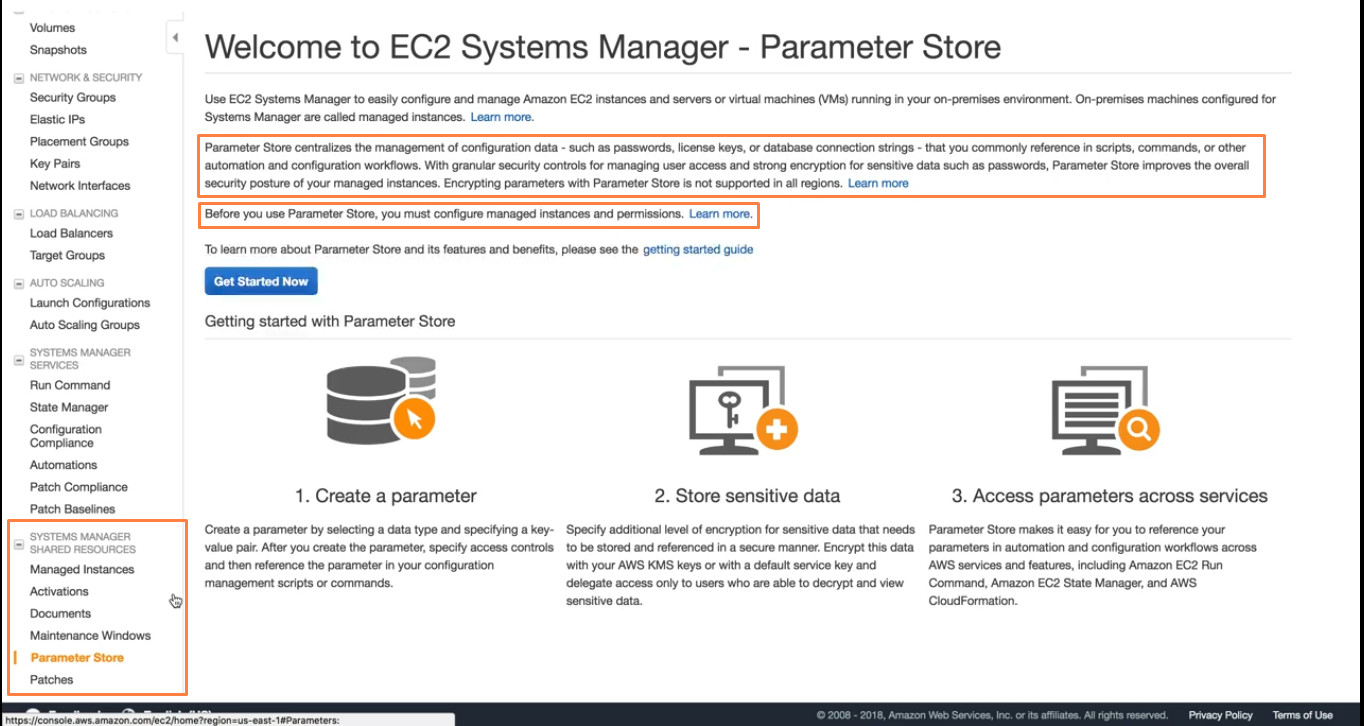 Volumes
Snapshots
NETWORK & SECURITY
Security Groups
Elastic IPs
Placement Groups
Key Pairs
Network Interfaces
LOAD BALANCING
Load Balancers
Target Groups
AUTO SCALING
Launch Configurations
Auto Scaling Groups
SYSTEMS MANAGER
SERVICES
Run Command
State Manager
Configuration
Compliance
Automations
Patch Compliance
Patch Baselines
SYSTEMS MANAGER
SHARED RESOURCES
Managed Instances
Activations
Documents
Maintenance Windows
Parameter Store
Patches
Welcome to EC2 Systems Manager - Parameter Store
Use EC2 Systems Manager to easily configure and manage Amazon EC2 instances and servers or virtual machines (VMs) running in your on-premises environment. On-premises machines configured for
Systems Manager are called managed instances. Learn more.
Parameter Store centralizes the management of configuration data - such as passwords, license keys, or database connection strings - that you commonly reference in scripts, commands, or other
automation and configuration workflows. With granular security controls for managing user access and strong encryption for sensitive data such as passwords, Parameter Store improves the overall
security posture of your managed instances. Encrypting parameters with Parameter Store is not supported in all regions. Learn more
Before you use Parameter Store, you must configure managed instances and permissions. Learn more.
To learn more about Parameter Store and its features and benefits, please see the getting started guide
Get Started Now
Getting started with Parameter Store
1. Create a parameter
Create a parameter by selecting a data type and specifying a key-
value pair. After you create the parameter, specify access controls
and then reference the parameter in your configuration
management scripts or commands.
2. Store sensitive data
Specify additional level of encryption for sensitive data that needs
to be stored and referenced in a secure manner. Encrypt this data
with your AWS KMS keys or with a default service key and
delegate access only to users who are able to decrypt and view
sensitive data.
3. Access parameters across services
Parameter Store makes it easy for you to reference your
parameters in automation and configuration workflows across
AWS services and features, including Amazon EC2 Run
Command, Amazon EC2 State Manager, and AWS
CloudFormation.
https://console.aws.amazon.com/ec2/home?region=us-east-1#Parameters:
© 2008 - 2018, Amazon Web Services, Inc. or its affiliates. All rights reserved. Privacy Policy Terms of Use